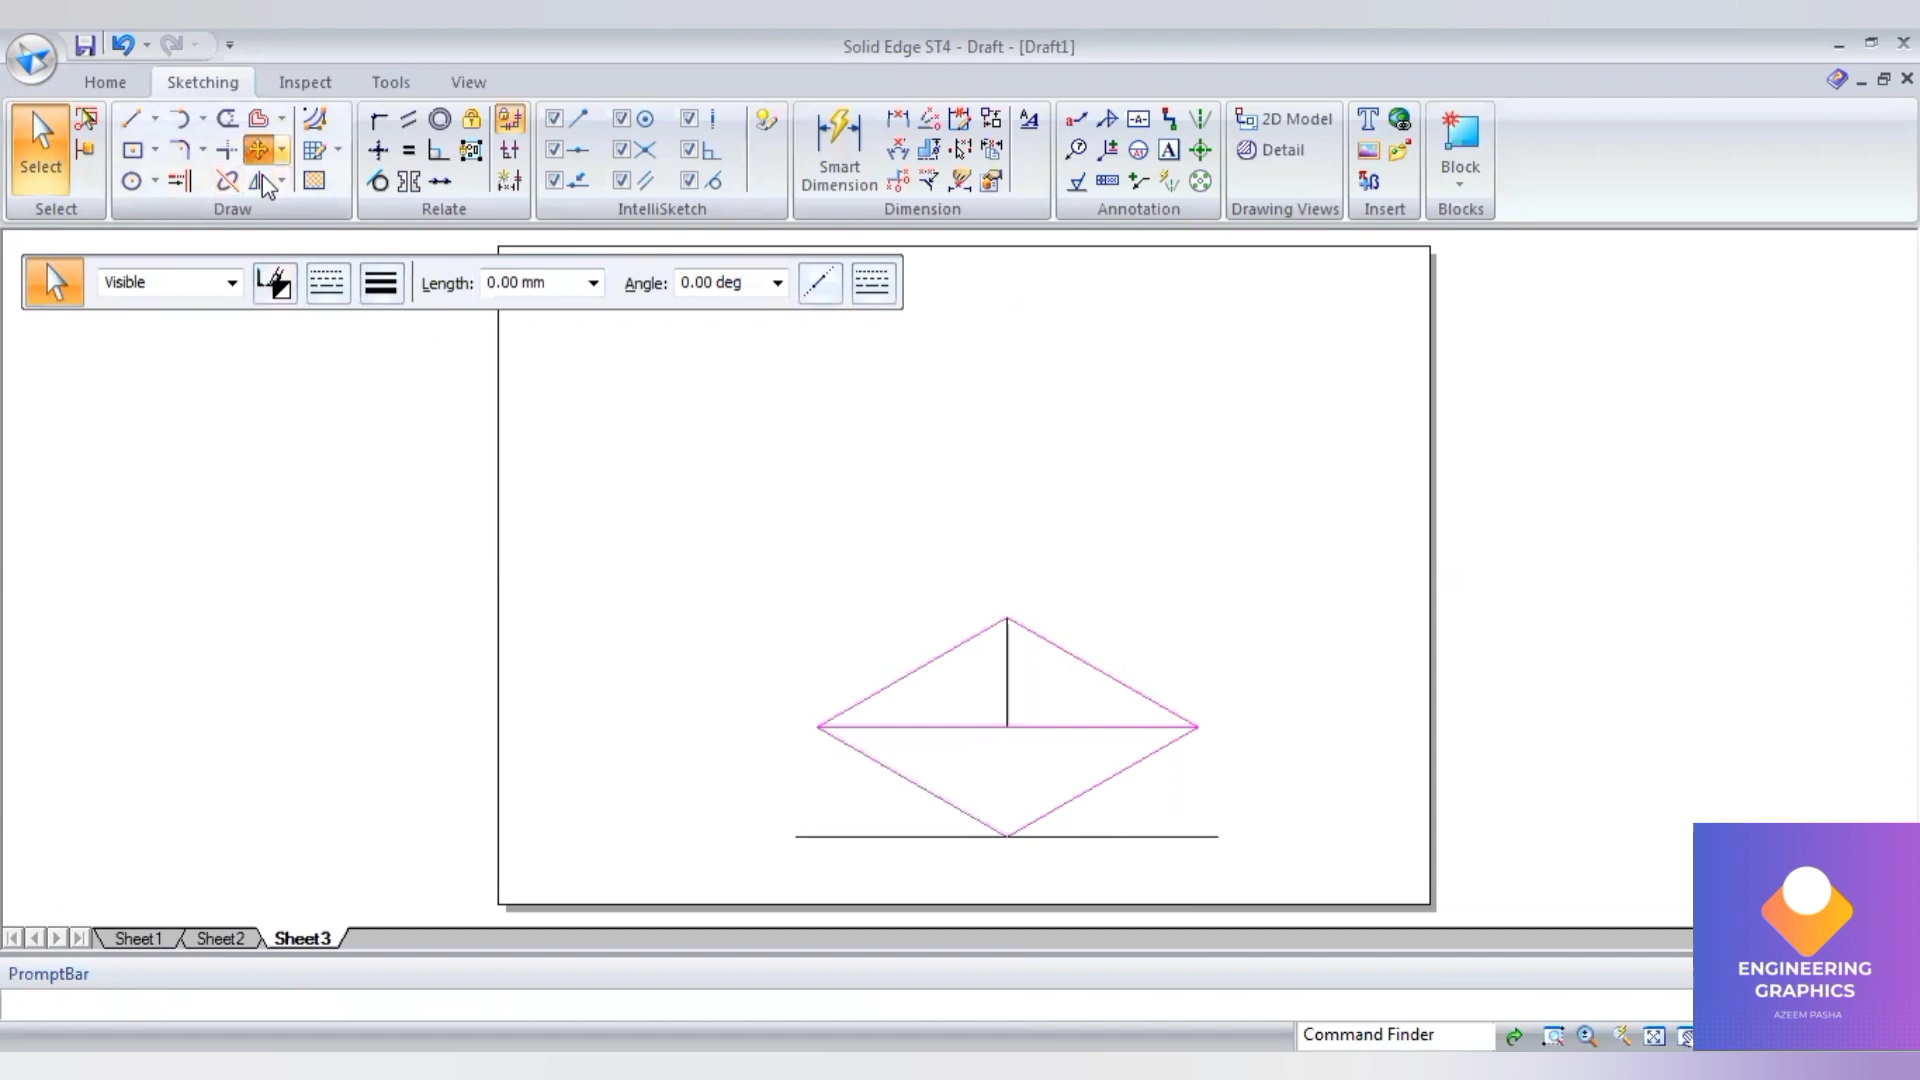 Solid Edge ST4 - Draft - [Draft1]
Home
Sketching
Inspect
Tools
View
Select
Smart
Dimension
2D Model
Detail
Block
Select
Draw
Relate
IntelliSketch
Dimension
Annotation
Drawing Views
Insert
Blocks
Visible
Length:
0.00 mm
Angle:
0.00 deg
Sheet1
Sheet2
Sheet3
PromptBar
Command Finder
ENGINEERING
GRAPHICS
AZEEM PASHA